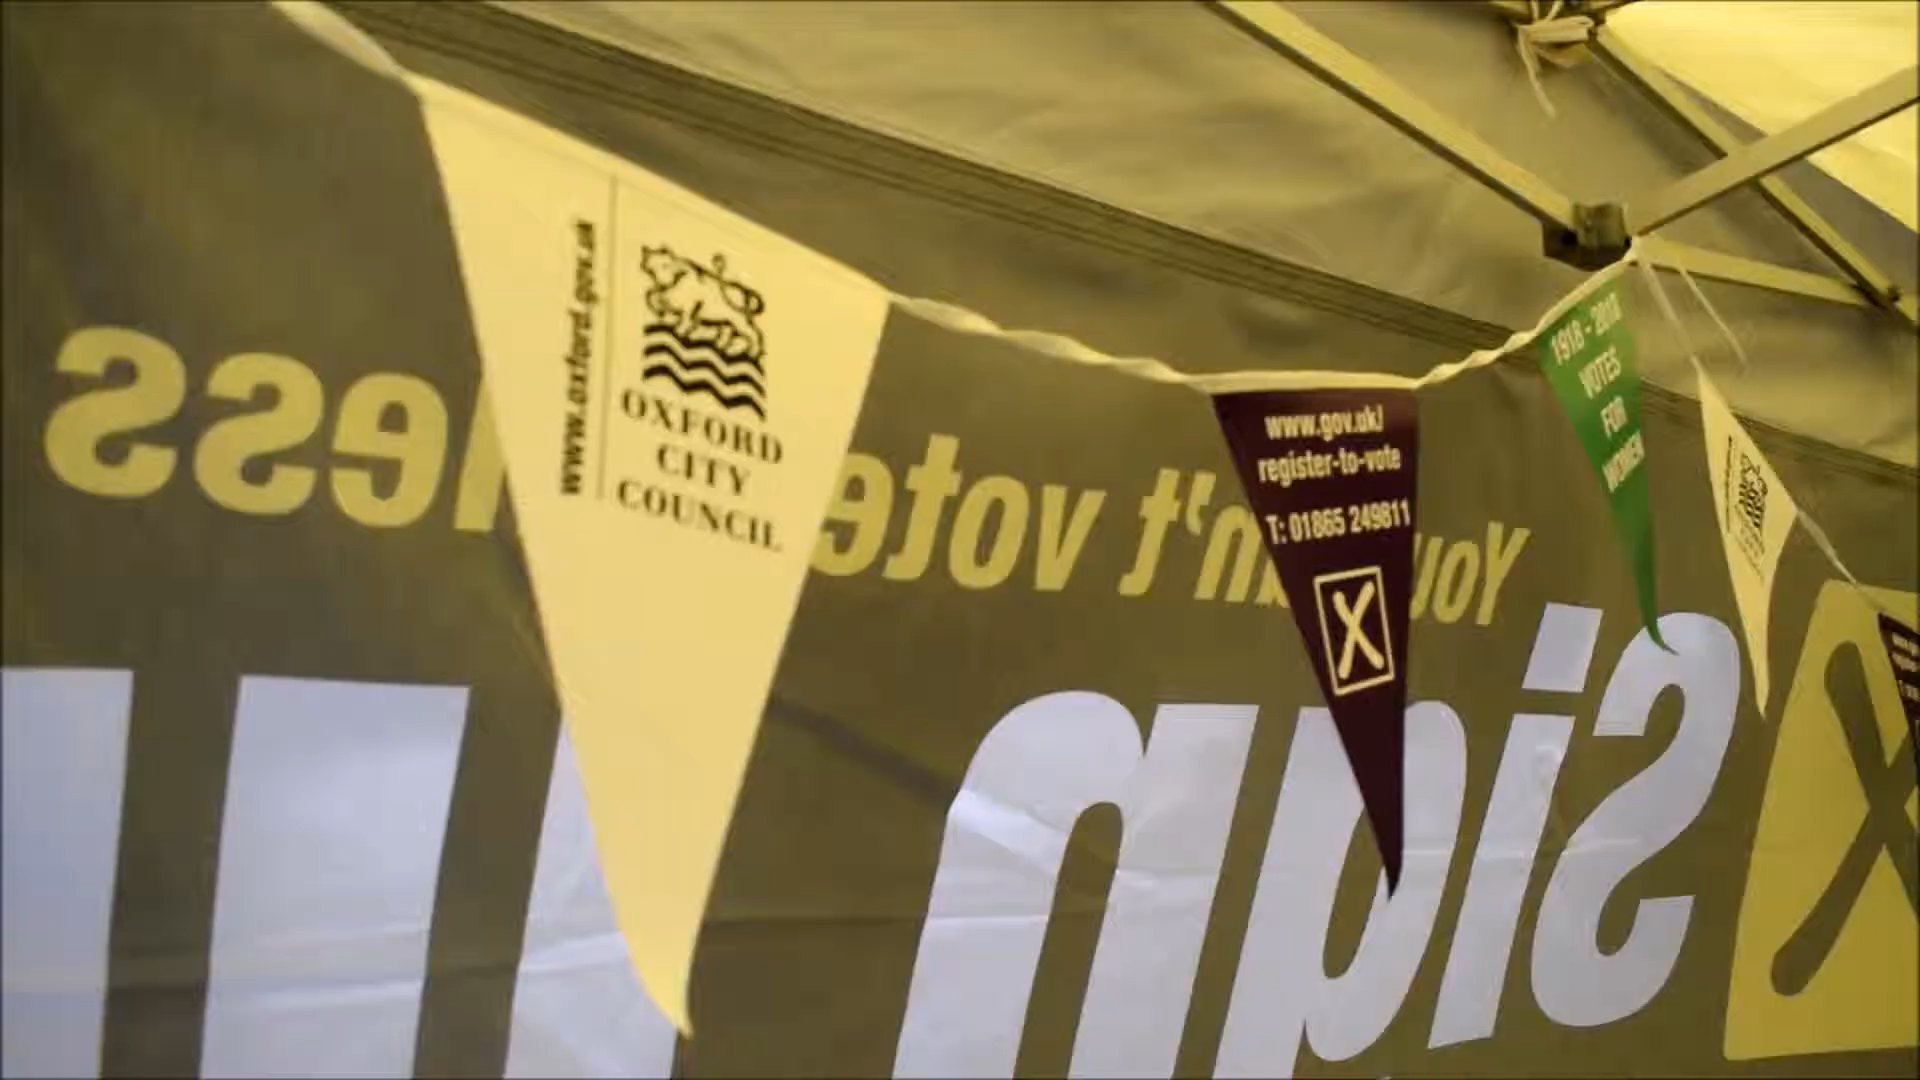 www.oxford.gov.uk
OXFORD
CITY
COUNCIL
www.gov.uk/
register-to-vote
T: 01865 249811
X
1918 - 2018
VOTES
FOR
WOMEN
You can't vote unless
Sign